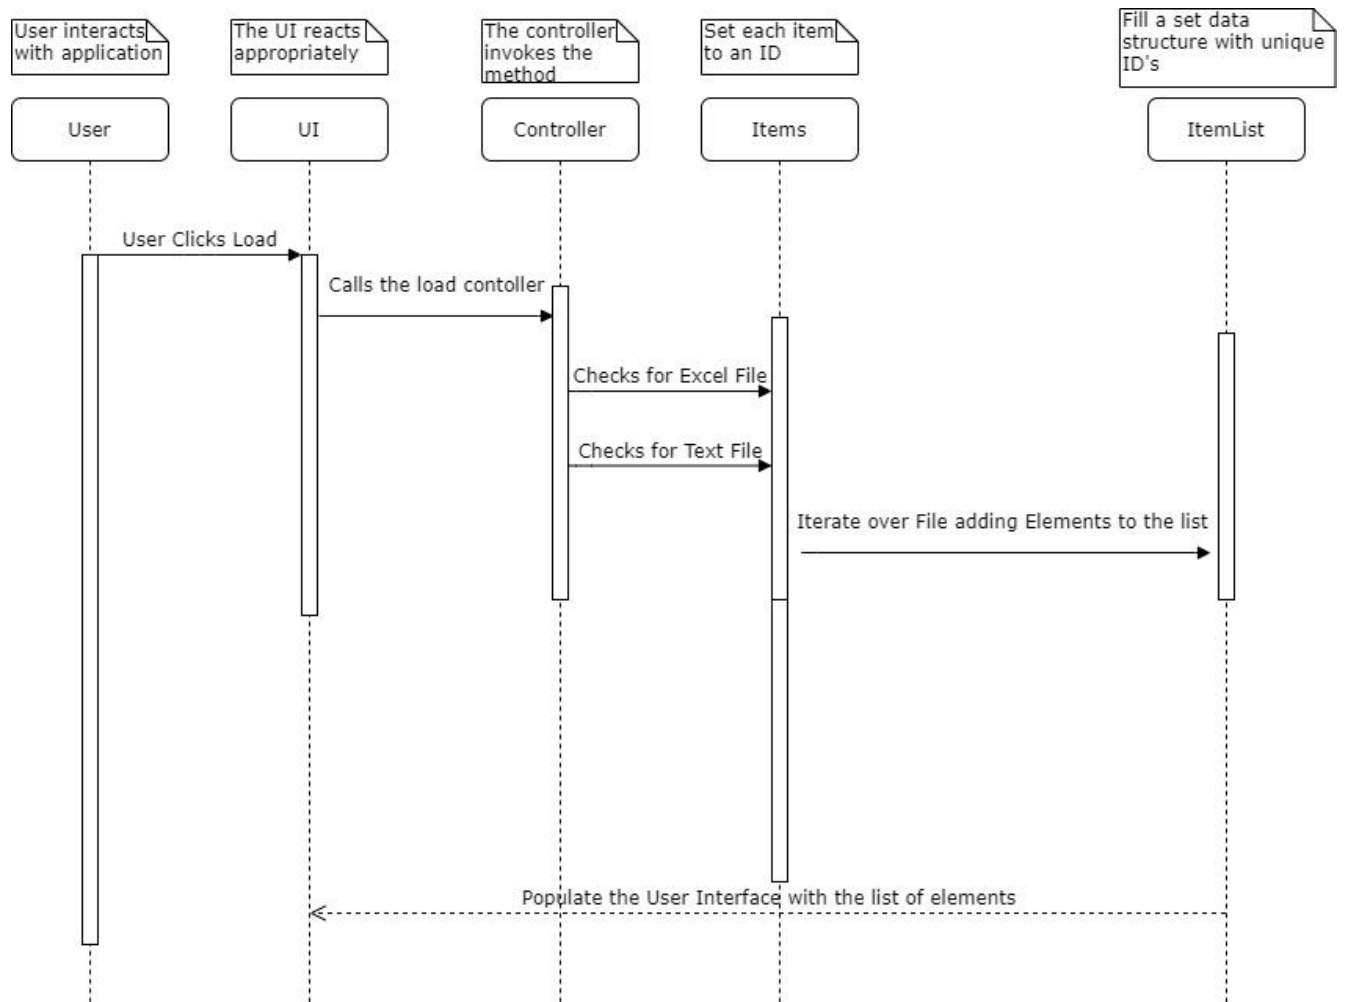 User interacts
with application
The UI reacts
appropriately
The controller
invokes the
method
Set each item
to an ID
Fill a set data
structure with unique
ID's
User
UI
Controller
Items
ItemList
User Clicks Load
Calls the load contoller
Checks for Excel File
Checks for Text File
Iterate over File adding Elements to the list
Populate the User Interface with the list of elements